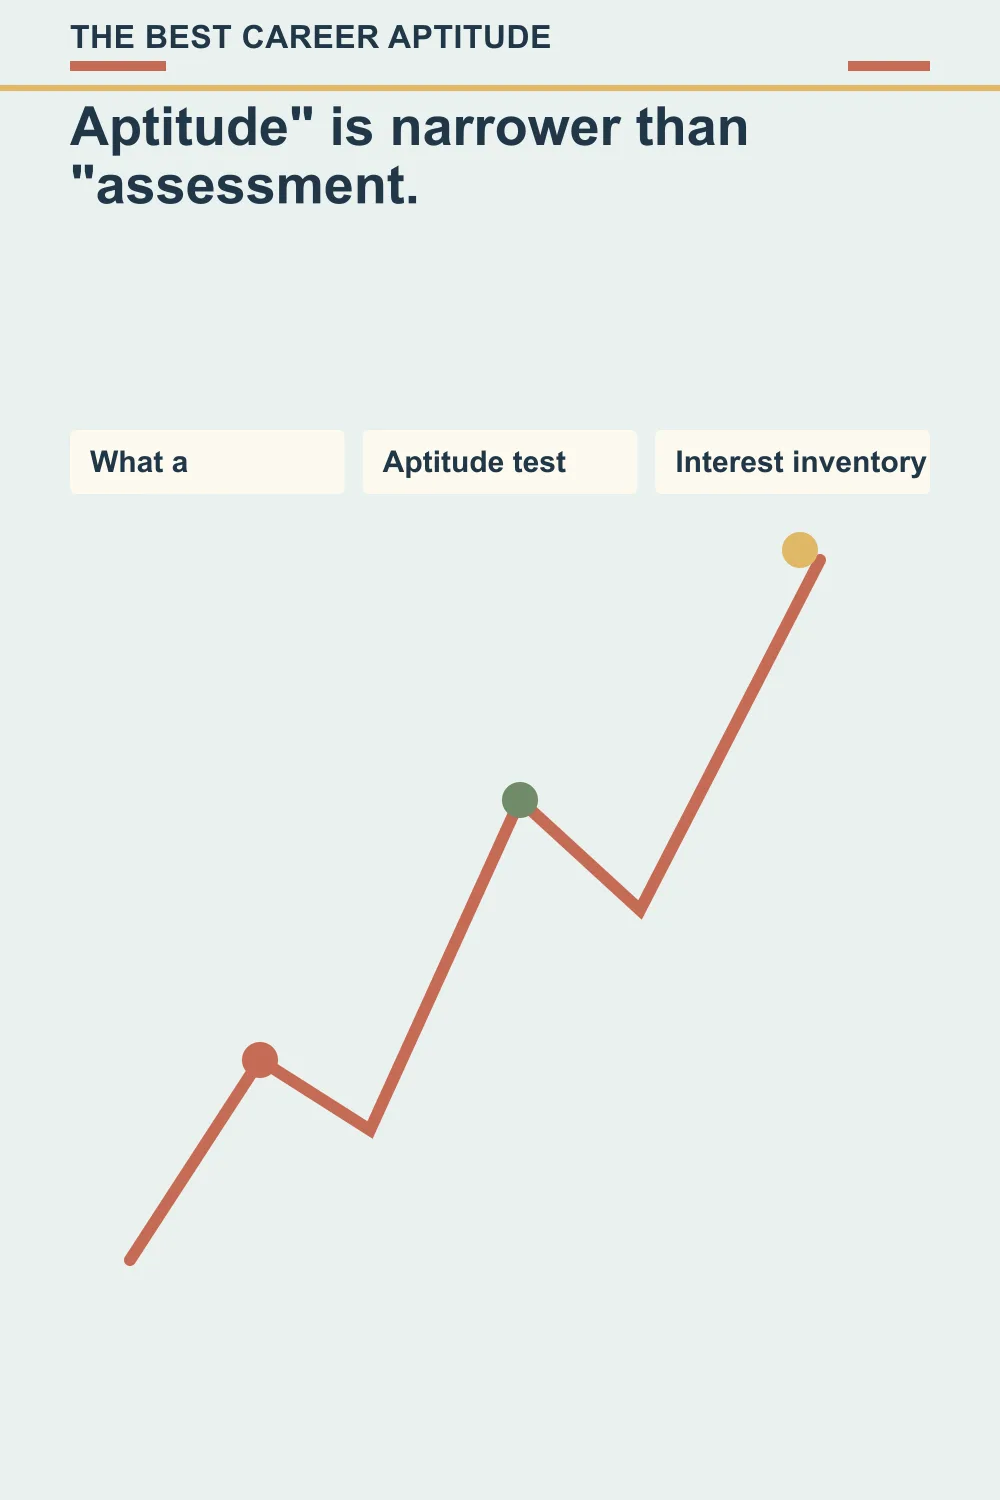 THE BEST CAREER APTITUDE
Aptitude" is narrower than
"assessment.
What a
Aptitude test
Interest inventory